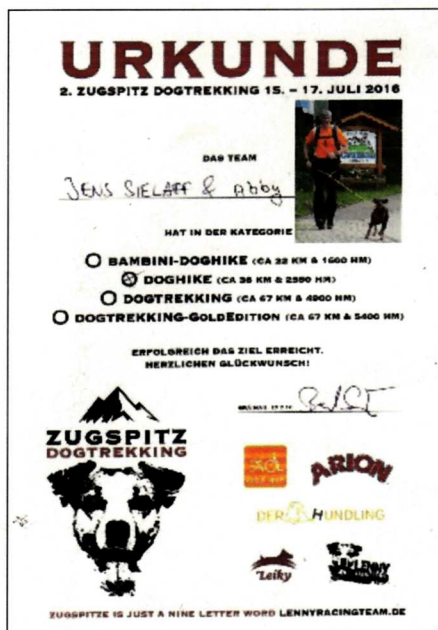 URKUNDE
2. ZUGSPITZ DOGTREKKING 15. – 17. JULI 2016
DAS TEAM
JENS SIELAFF & Abby
HAT IN DER KATEGORIE
BAMBINI-DOGHIKE (CA 22 KM & 1600 HM)
DOGHIKE (CA 36 KM & 2350 HM)
DOGTREKKING (CA 67 KM & 4900 HM)
DOGTREKKING-GOLDEDITION (CA 67 KM & 5400 HM)
ERFOLGREICH DAS ZIEL ERREICHT.
HERZLICHEN GLÜCKWUNSCH!
ZUGSPITZ
DOGTREKKING
ARION
DER HUNDLING
Leiky
LENNY
ZUGSPITZE IS JUST A NINE LETTER WORD LENNYRACINGTEAM.DE